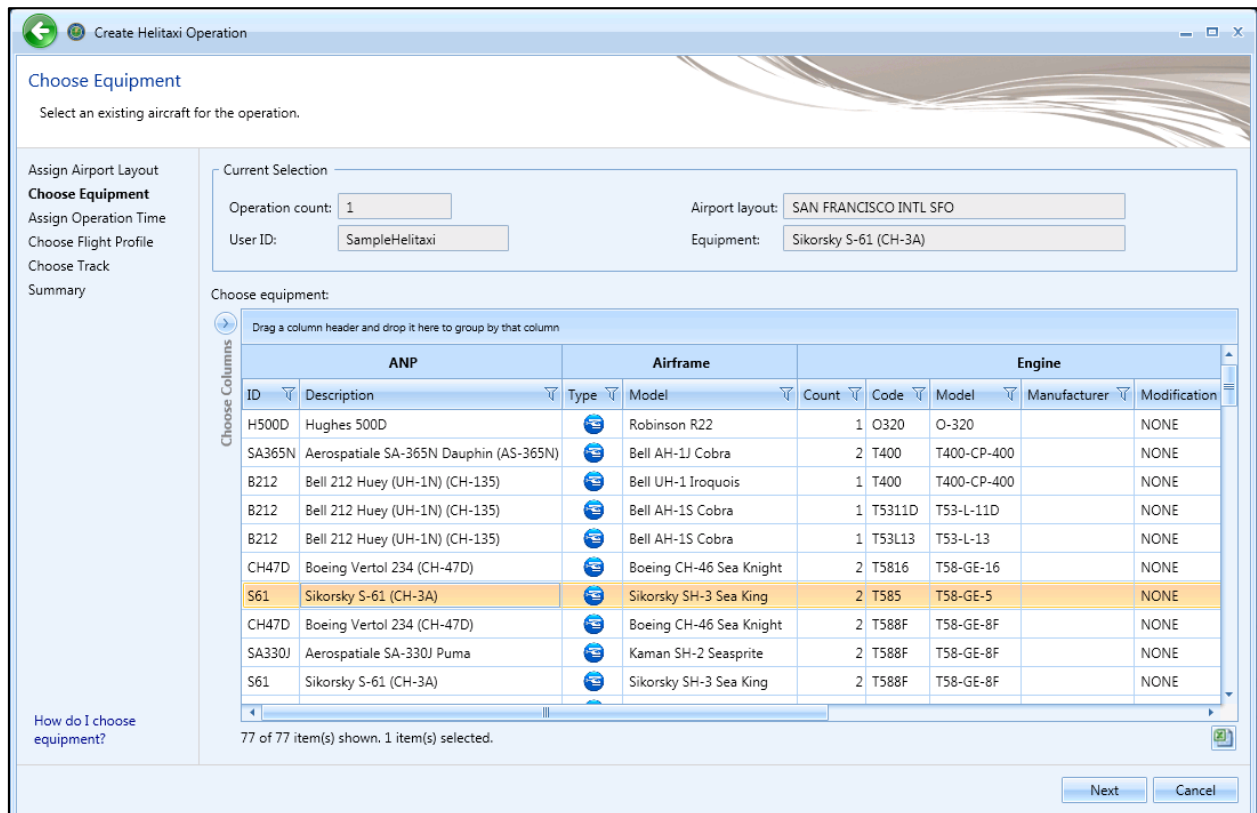 Create Helitaxi Operation
Choose Equipment
Select an existing aircraft for the operation.
Assign Airport Layout
Choose Equipment
Assign Operation Time
Choose Flight Profile
Choose Track
Summary
How do I choose
equipment?
Current Selection
Operation count: 1 Airport layout: SAN FRANCISCO INTL SFO
User ID: SampleHelitaxi Equipment: Sikorsky S-61 (CH-3A)
Choose equipment:
Choose Columns
Drag a column header and drop it here to group by that column
ANP Airframe Engine
ID Description Type Model Count Code Model Manufacturer Modification
H500D Hughes 500D Robinson R22 1 O320 O-320 NONE
SA365N Aerospatiale SA-365N Dauphin (AS-365N) Bell AH-1J Cobra 2 T400 T400-CP-400 NONE
B212 Bell 212 Huey (UH-1N) (CH-135) Bell UH-1 Iroquois 1 T400 T400-CP-400 NONE
B212 Bell 212 Huey (UH-1N) (CH-135) Bell AH-1S Cobra 1 T5311D T53-L-11D NONE
B212 Bell 212 Huey (UH-1N) (CH-135) Bell AH-1S Cobra 1 T53L13 T53-L-13 NONE
CH47D Boeing Vertol 234 (CH-47D) Boeing CH-46 Sea Knight 2 T5816 T58-GE-16 NONE
S61 Sikorsky S-61 (CH-3A) Sikorsky SH-3 Sea King 2 T585 T58-GE-5 NONE
CH47D Boeing Vertol 234 (CH-47D) Boeing CH-46 Sea Knight 2 T588F T58-GE-8F NONE
SA330J Aerospatiale SA-330J Puma Kaman SH-2 Seasprite 2 T588F T58-GE-8F NONE
S61 Sikorsky S-61 (CH-3A) Sikorsky SH-3 Sea King 2 T588F T58-GE-8F NONE
77 of 77 item(s) shown. 1 item(s) selected.
Next Cancel